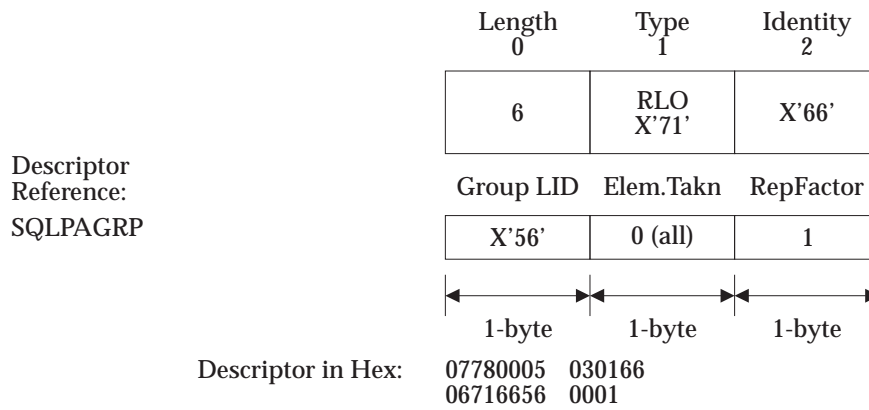 Length Type Identity
0 1 2
6 RLO X'66'
X'71'
Descriptor
Reference: Group LID Elem.Takn RepFactor
SQLPAGRP X'56' 0 (all) 1
1-byte 1-byte 1-byte
Descriptor in Hex: 07780005 030166
06716656 0001